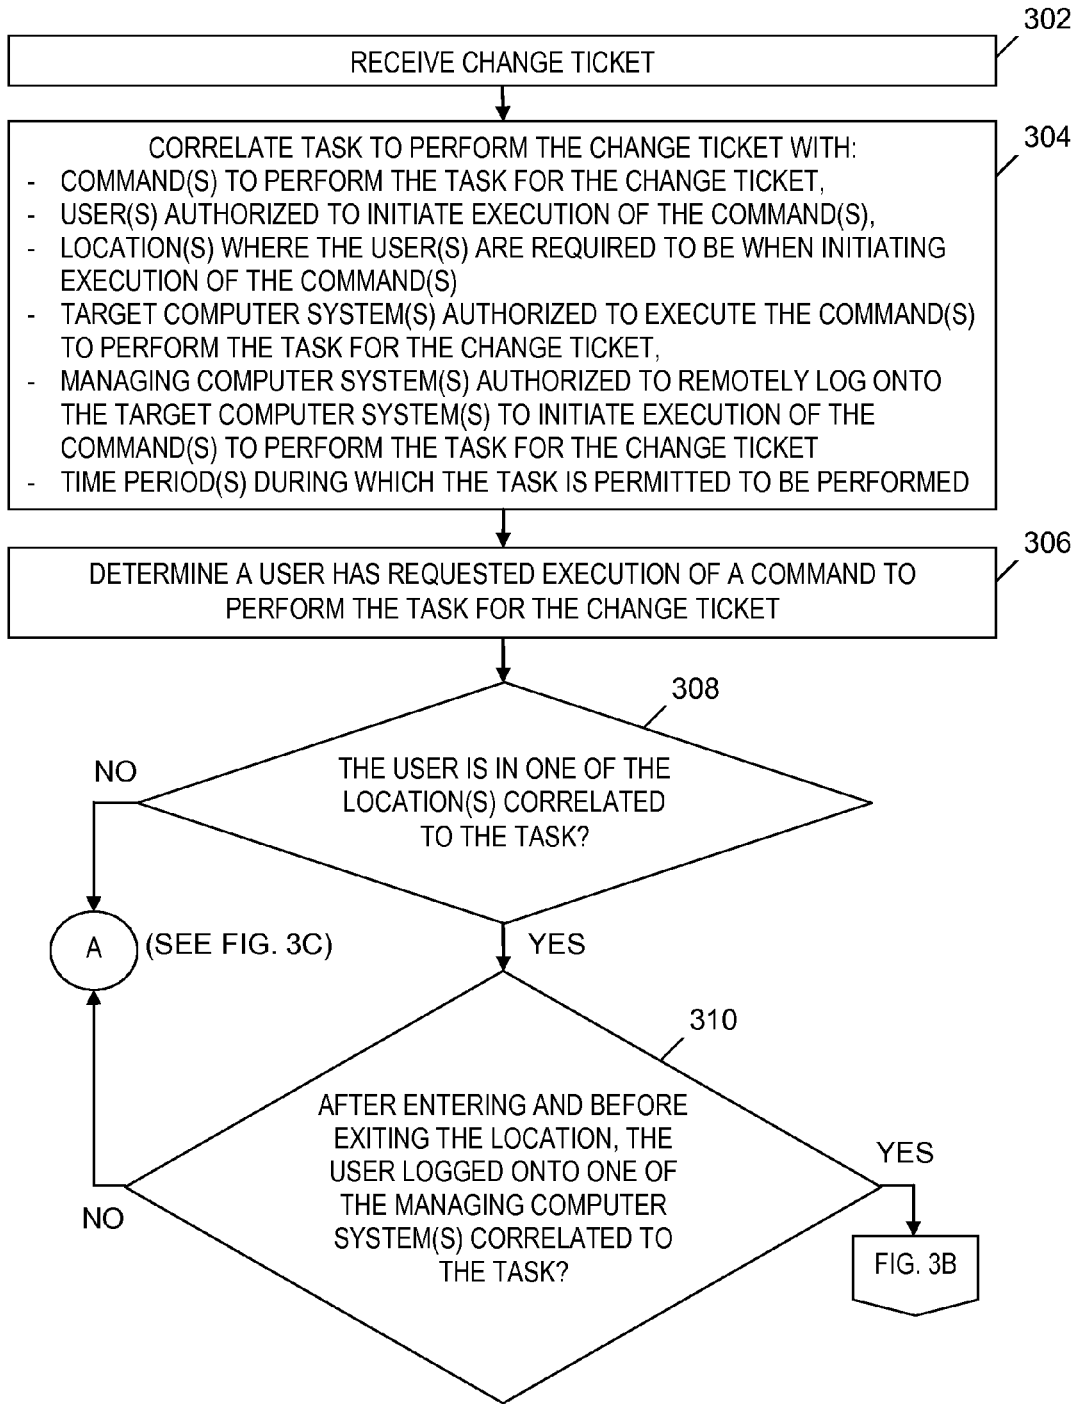 302
RECEIVE CHANGE TICKET
304
CORRELATE TASK TO PERFORM THE CHANGE TICKET WITH:
- COMMAND(S) TO PERFORM THE TASK FOR THE CHANGE TICKET,
- USER(S) AUTHORIZED TO INITIATE EXECUTION OF THE COMMAND(S),
- LOCATION(S) WHERE THE USER(S) ARE REQUIRED TO BE WHEN INITIATING
EXECUTION OF THE COMMAND(S)
- TARGET COMPUTER SYSTEM(S) AUTHORIZED TO EXECUTE THE COMMAND(S)
TO PERFORM THE TASK FOR THE CHANGE TICKET,
- MANAGING COMPUTER SYSTEM(S) AUTHORIZED TO REMOTELY LOG ONTO
THE TARGET COMPUTER SYSTEM(S) TO INITIATE EXECUTION OF THE
COMMAND(S) TO PERFORM THE TASK FOR THE CHANGE TICKET
- TIME PERIOD(S) DURING WHICH THE TASK IS PERMITTED TO BE PERFORMED
306
DETERMINE A USER HAS REQUESTED EXECUTION OF A COMMAND TO
PERFORM THE TASK FOR THE CHANGE TICKET
308
THE USER IS IN ONE OF THE
LOCATION(S) CORRELATED
TO THE TASK?
NO
A
(SEE FIG. 3C)
YES
310
AFTER ENTERING AND BEFORE
EXITING THE LOCATION, THE
USER LOGGED ONTO ONE OF
THE MANAGING COMPUTER
SYSTEM(S) CORRELATED TO
THE TASK?
NO
YES
FIG. 3B